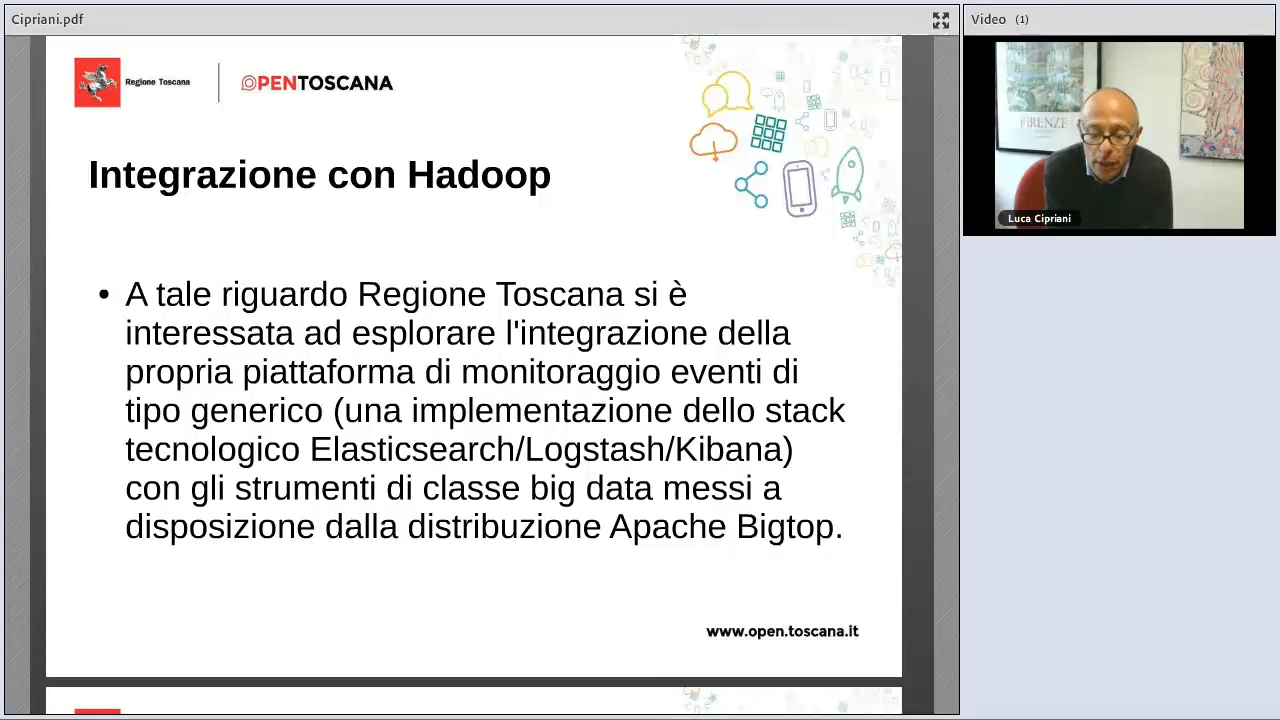 Cipriani.pdf
Video (1)
Regione Toscana
OPENTOSCANA
FIRENZE
Luca Cipriani
Integrazione con Hadoop
• A tale riguardo Regione Toscana si è
interessata ad esplorare l'integrazione della
propria piattaforma di monitoraggio eventi di
tipo generico (una implementazione dello stack
tecnologico Elasticsearch/Logstash/Kibana)
con gli strumenti di classe big data messi a
disposizione dalla distribuzione Apache Bigtop.
www.open.toscana.it